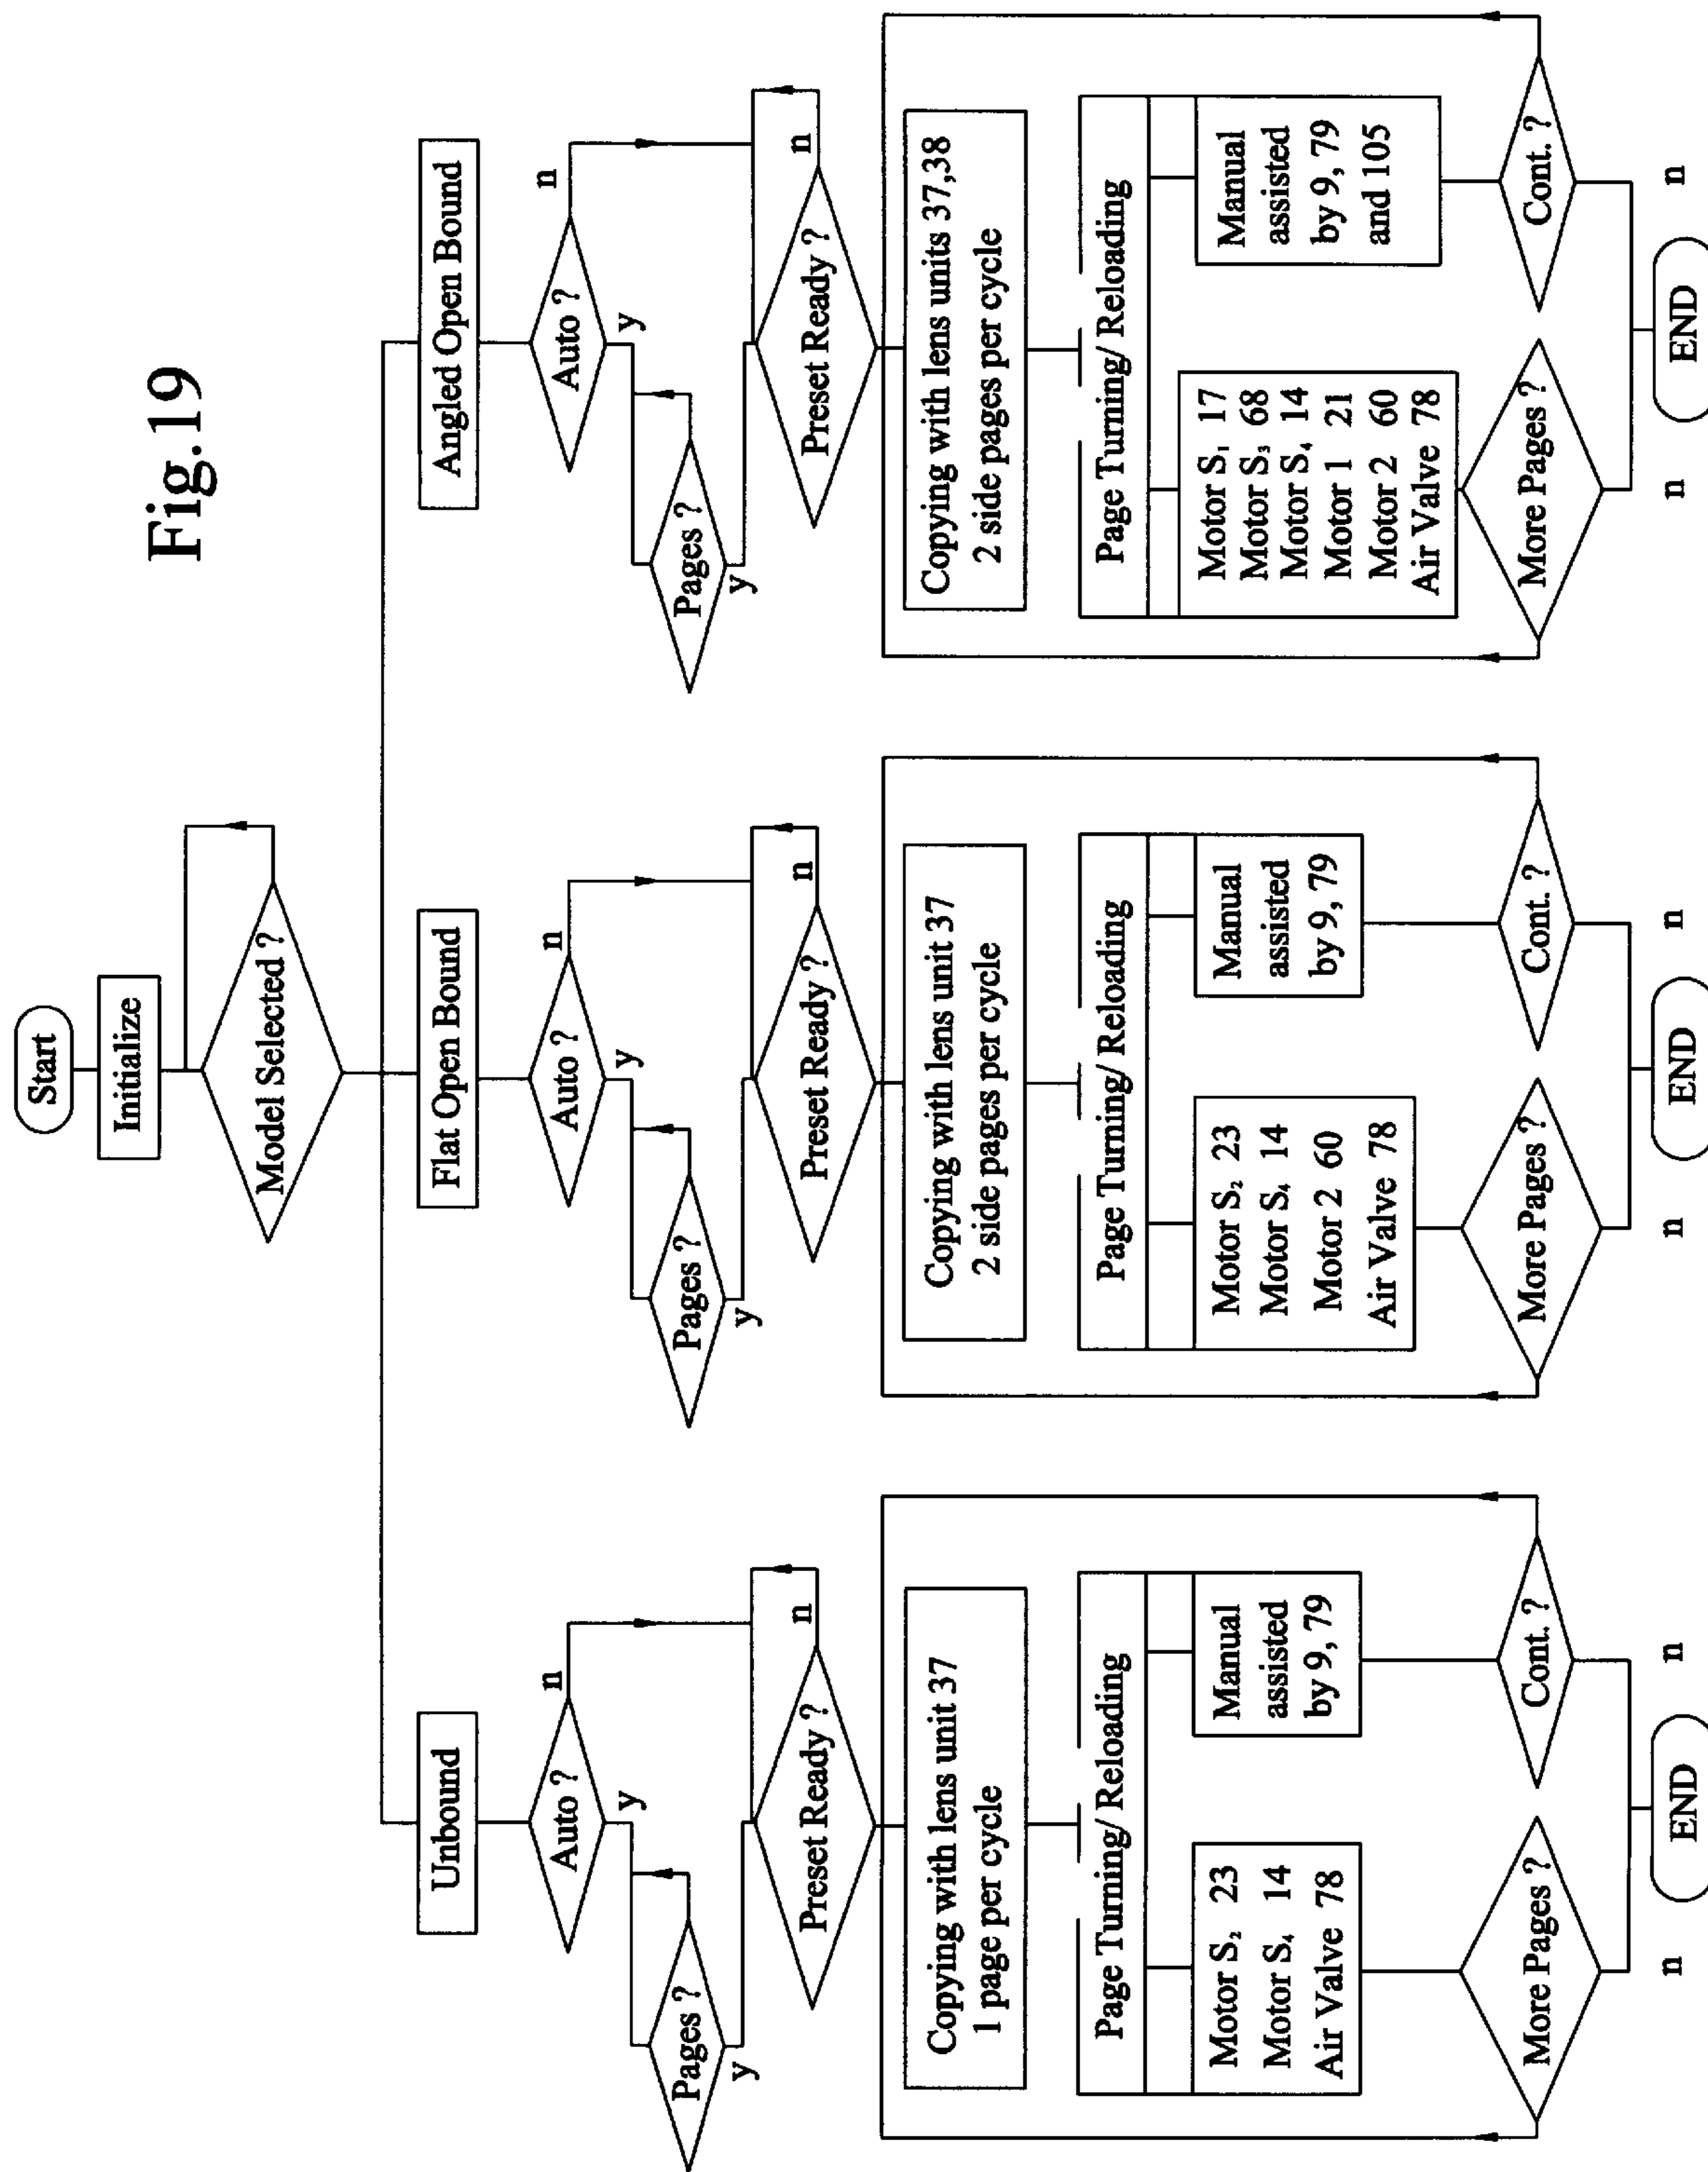 Fig.19
Start
Initialize
Model Selected ?
Unbound
Auto ?
n
y
Pages ?
y
Preset Ready ?
n
Copying with lens unit 37
1 page per cycle
Page Turning/ Reloading
Motor S₂ 23
Motor S₄ 14
Air Valve 78
Manual
assisted
by 9, 79
More Pages ?
Cont. ?
n
n
END
Flat Open Bound
Auto ?
n
y
Pages ?
y
Preset Ready ?
n
Copying with lens unit 37
2 side pages per cycle
Page Turning/ Reloading
Motor S₂ 23
Motor S₄ 14
Motor 2 60
Air Valve 78
Manual
assisted
by 9, 79
More Pages ?
Cont. ?
n
n
END
Angled Open Bound
Auto ?
n
y
Pages ?
y
Preset Ready ?
n
Copying with lens units 37,38
2 side pages per cycle
Page Turning/ Reloading
Motor S₁ 17
Motor S₃ 68
Motor S₄ 14
Motor 1 21
Motor 2 60
Air Valve 78
Manual
assisted
by 9, 79
and 105
More Pages ?
Cont. ?
n
n
END